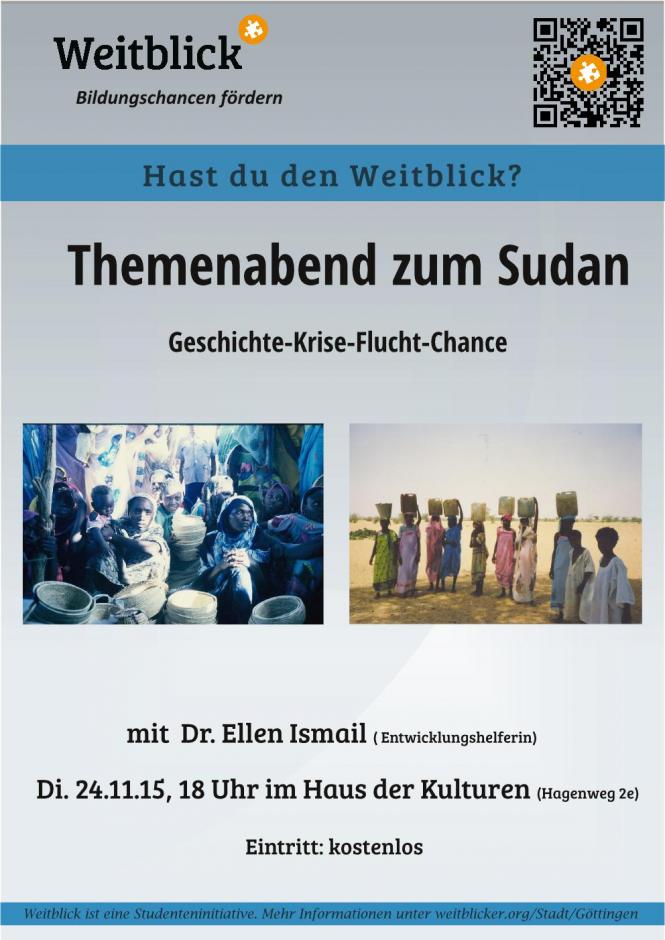 Weitblick
Bildungschancen fördern
Hast du den Weitblick?
Themenabend zum Sudan
Geschichte-Krise-Flucht-Chance
mit Dr. Ellen Ismail ( Entwicklungshelferin)
Di. 24.11.15, 18 Uhr im Haus der Kulturen (Hagenweg 2e)
Eintritt: kostenlos
Weitblick ist eine Studenteninitiative. Mehr Informationen unter weitblicker.org/Stadt/Göttingen